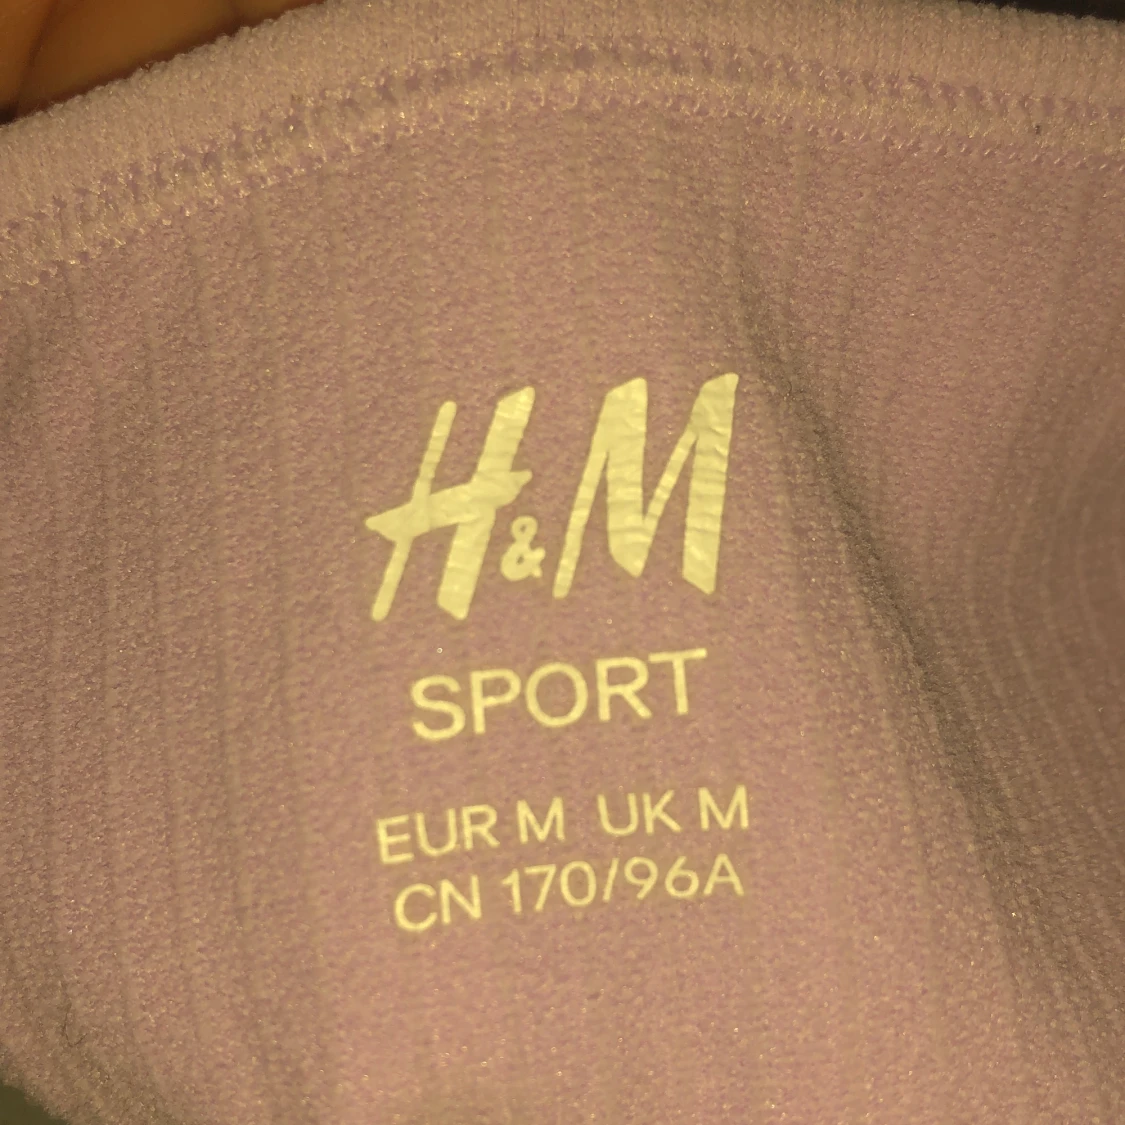 H&M
SPORT
EUR M UK M
CN 170/96A